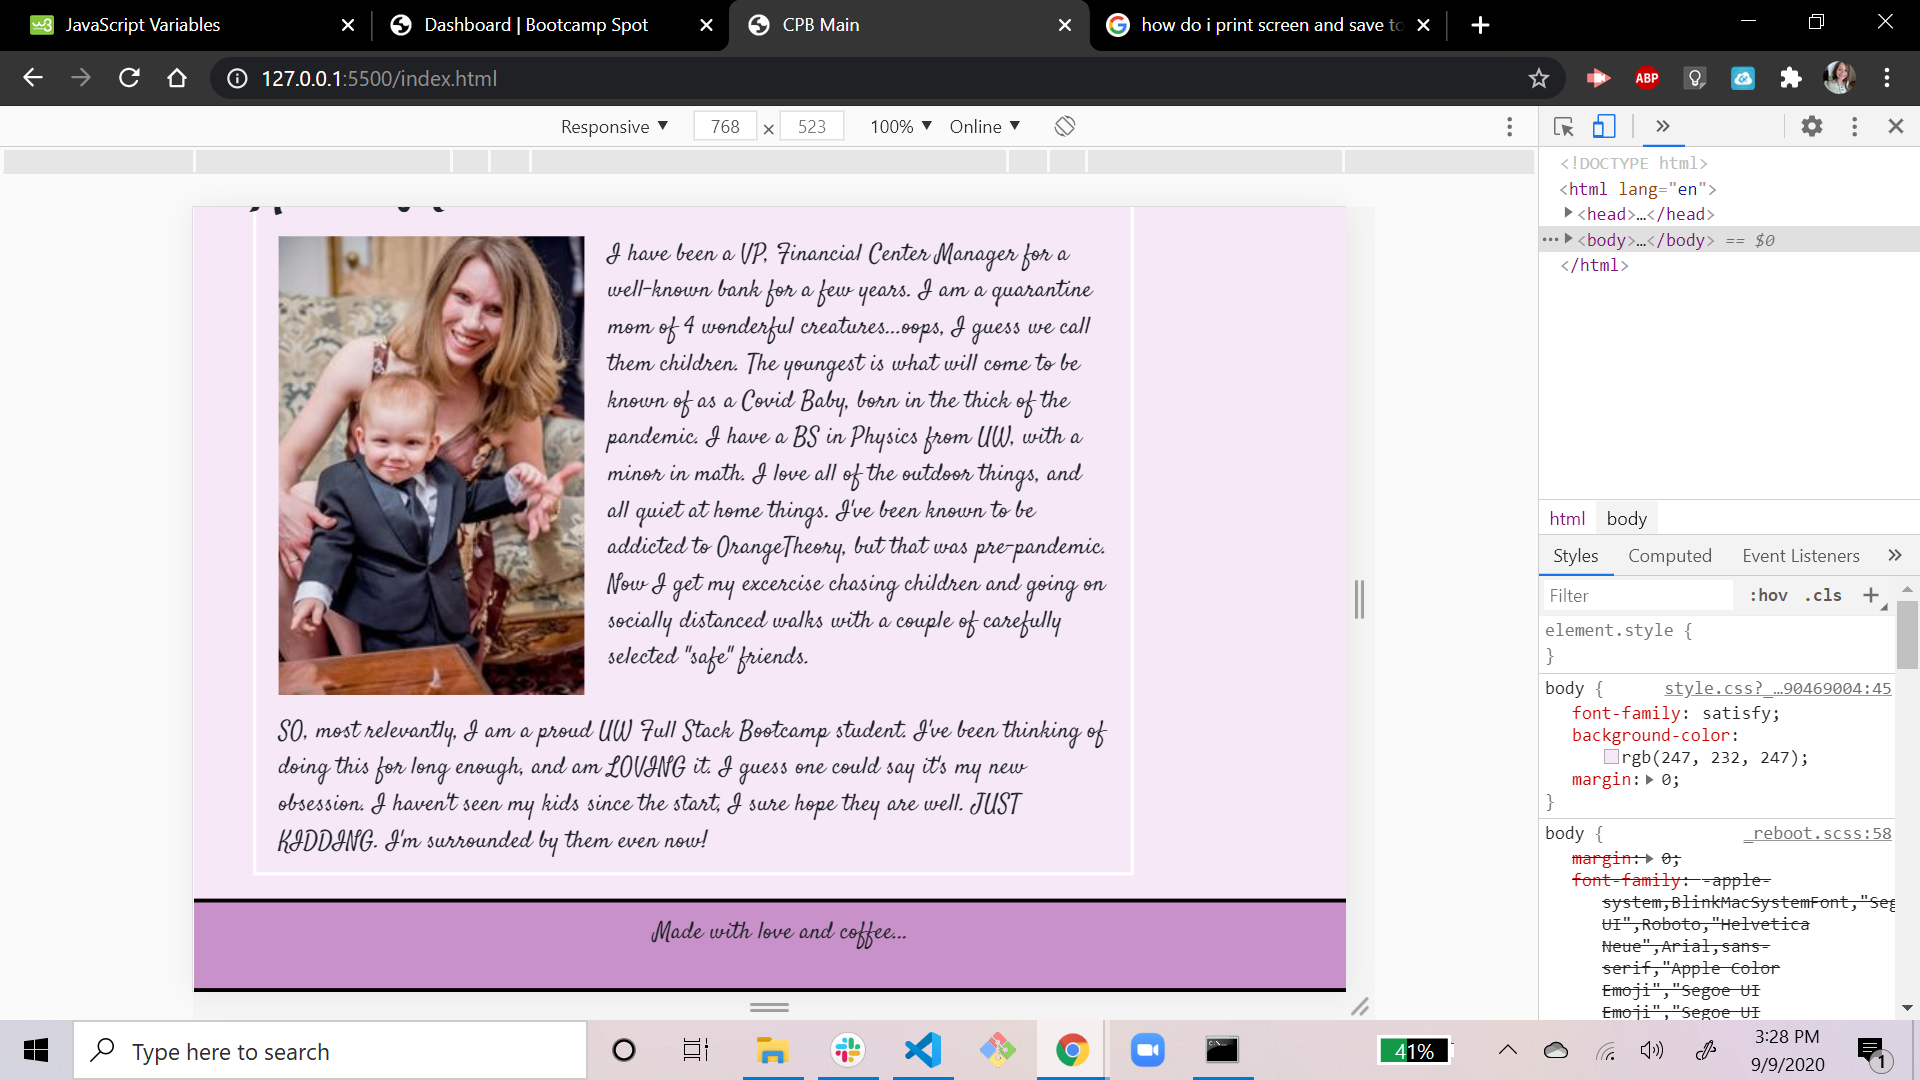 JavaScript Variables
Dashboard | Bootcamp Spot
CPB Main
how do i print screen and save to
127.0.0.1:5500/index.html
ABP
Responsive ▼ 768 × 523 100% ▼ Online ▼
<!DOCTYPE html>
<html lang="en">
<head>…</head>
<body>…</body> == $0
</html>
I have been a VP, Financial Center Manager for a
well-known bank for a few years. I am a quarantine
mom of 4 wonderful creatures...oops, I guess we call
them children. The youngest is what will come to be
known of as a Covid Baby, born in the thick of the
pandemic. I have a BS in Physics from UW, with a
minor in math. I love all of the outdoor things, and
all quiet at home things. I've been known to be
addicted to OrangeTheory, but that was pre-pandemic.
Now I get my excercise chasing children and going on
socially distanced walks with a couple of carefully
selected "safe" friends.
SO, most relevantly, I am a proud UW Full Stack Bootcamp student. I've been thinking of
doing this for long enough, and am LOVING it. I guess one could say it's my new
obsession. I haven't seen my kids since the start, I sure hope they are well. JUST
KIDDING. I'm surrounded by them even now!
Made with love and coffee...
html body
Styles Computed Event Listeners
Filter :hov .cls +
element.style {
}
body { style.css?_…90469004:45
font-family: satisfy;
background-color:
rgb(247, 232, 247);
margin: 0;
}
body { _reboot.scss:58
margin: 0;
font-family: -apple-
system,BlinkMacSystemFont,"Seg
UI",Roboto,"Helvetica
Neue",Arial,sans-
serif,"Apple Color
Emoji","Segoe UI
Emoji","Segoe UI
Type here to search
41%
3:28 PM
9/9/2020
1